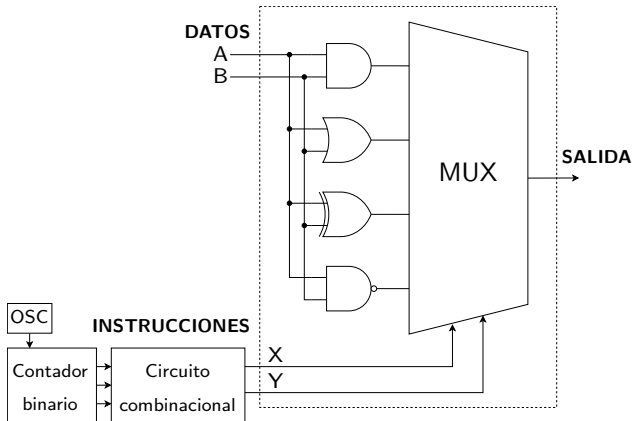 DATOS
A
B
MUX
SALIDA
OSC
INSTRUCCIONES
X
Y
Contador
binario
Circuito
combinacional